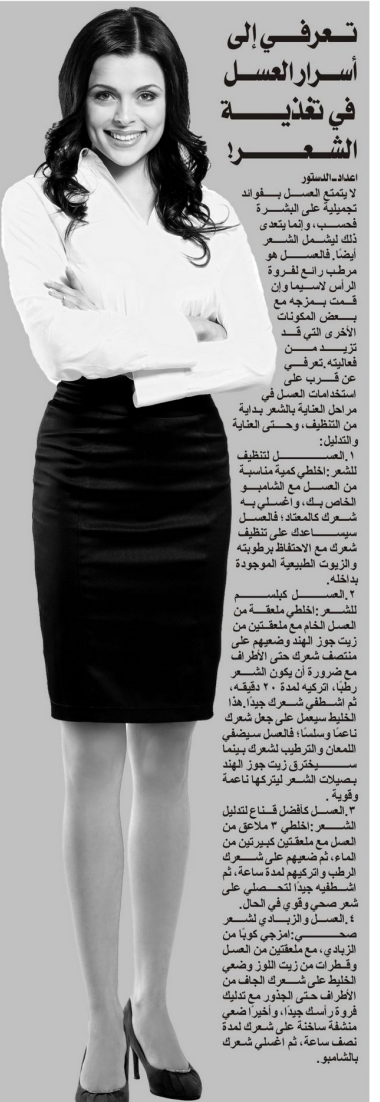 تعرفي إلى
أسرار العسل
في تغذية
الشعر!
اعداد-الدستور
لا يتمتع العسل بفوائد
تجميلية على البشرة
فحسب، وإنما يتعدى
ذلك ليشمل الشعر
أيضًا. فالعسل هو
مرطب رائع لفروة
الرأس لاسيما وإن
قمت بمزجه مع
بعض المكونات
الأخرى التي قد
تزيد من
فعاليته.تعرفي
عن قرب على
استخدامات العسل في
مراحل العناية بالشعر بداية
من التنظيف، وحتى العناية
والتدليل:
١.العسل لتنظيف
للشعر:اخلطي كمية مناسبة
من العسل مع الشامبو
الخاص بك، واغسلي به
شعرك كالمعتاد؛ فالعسل
سيساعدك على تنظيف
شعرك مع الاحتفاظ برطوبته
والزيوت الطبيعية الموجودة
بداخله.
٢.العسل كبلسم
للشعر:اخلطي ملعقة من
العسل الخام مع ملعقتين من
زيت جوز الهند وضعيهم على
منتصف شعرك حتى الأطراف
مع ضرورة أن يكون الشعر
رطبًا، اتركيه لمدة ٢٠ دقيقه،
ثم اشطفي شعرك جيدًا.هذا
الخليط سيعمل على جعل شعرك
ناعمًا وسلسًا؛ فالعسل سيضفي
اللمعان والترطيب لشعرك بينما
سيخترق زيت جوز الهند
بصيلات الشعر ليتركها ناعمة
وقوية .
٣.العسل كأفضل قناع لتدليل
الشعر:اخلطي ٣ ملاعق من
العسل مع ملعقتين كبيرتين من
الماء، ثم ضعيهم على شعرك
الرطب واتركيهم لمدة ساعة، ثم
اشطفيه جيدًا لتحصلي على
شعر صحي وقوي في الحال.
٤.العسل والزبادي لشعر
صحي:امزجي كوبًا من
الزبادي، مع ملعقتين من العسل
وقطرات من زيت اللوز وضعي
الخليط على شعرك الجاف من
الأطراف حتى الجذور مع تدليك
فروة رأسك جيدًا، وأخيرًا ضعي
منشفة ساخنة على شعرك لمدة
نصف ساعة، ثم اغسلي شعرك
بالشامبو.